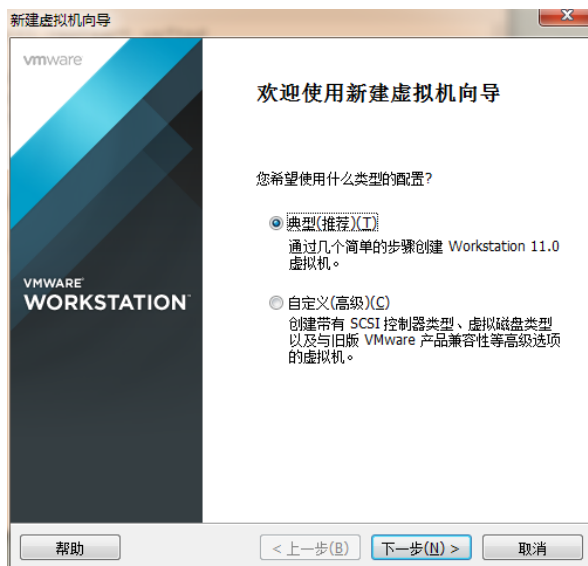 新建虚拟机向导
vmware
欢迎使用新建虚拟机向导
您希望使用什么类型的配置?
典型(推荐)(T)
通过几个简单的步骤创建 Workstation 11.0
虚拟机。
VMWARE
WORKSTATION
自定义(高级)(C)
创建带有 SCSI 控制器类型、虚拟磁盘类型
以及与旧版 VMware 产品兼容性等高级选项
的虚拟机。
帮助
< 上一步(B)
下一步(N) >
取消